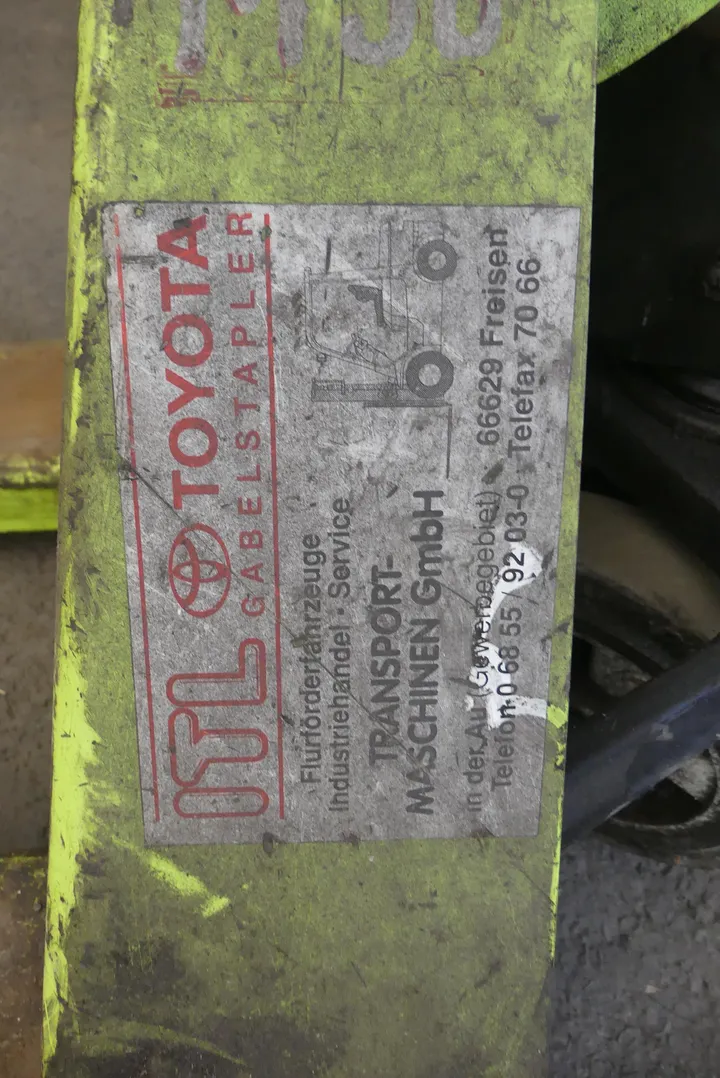 ITL TOYOTA
GABELSTAPLER
Flurförderfahrzeuge
Industriehandel · Service
TRANSPORT-
MASCHINEN GmbH
in der Au (Gewerbegebiet) · 66629 Freisen
Telefon 0 68 55 / 92 03-0 · Telefax 70 66